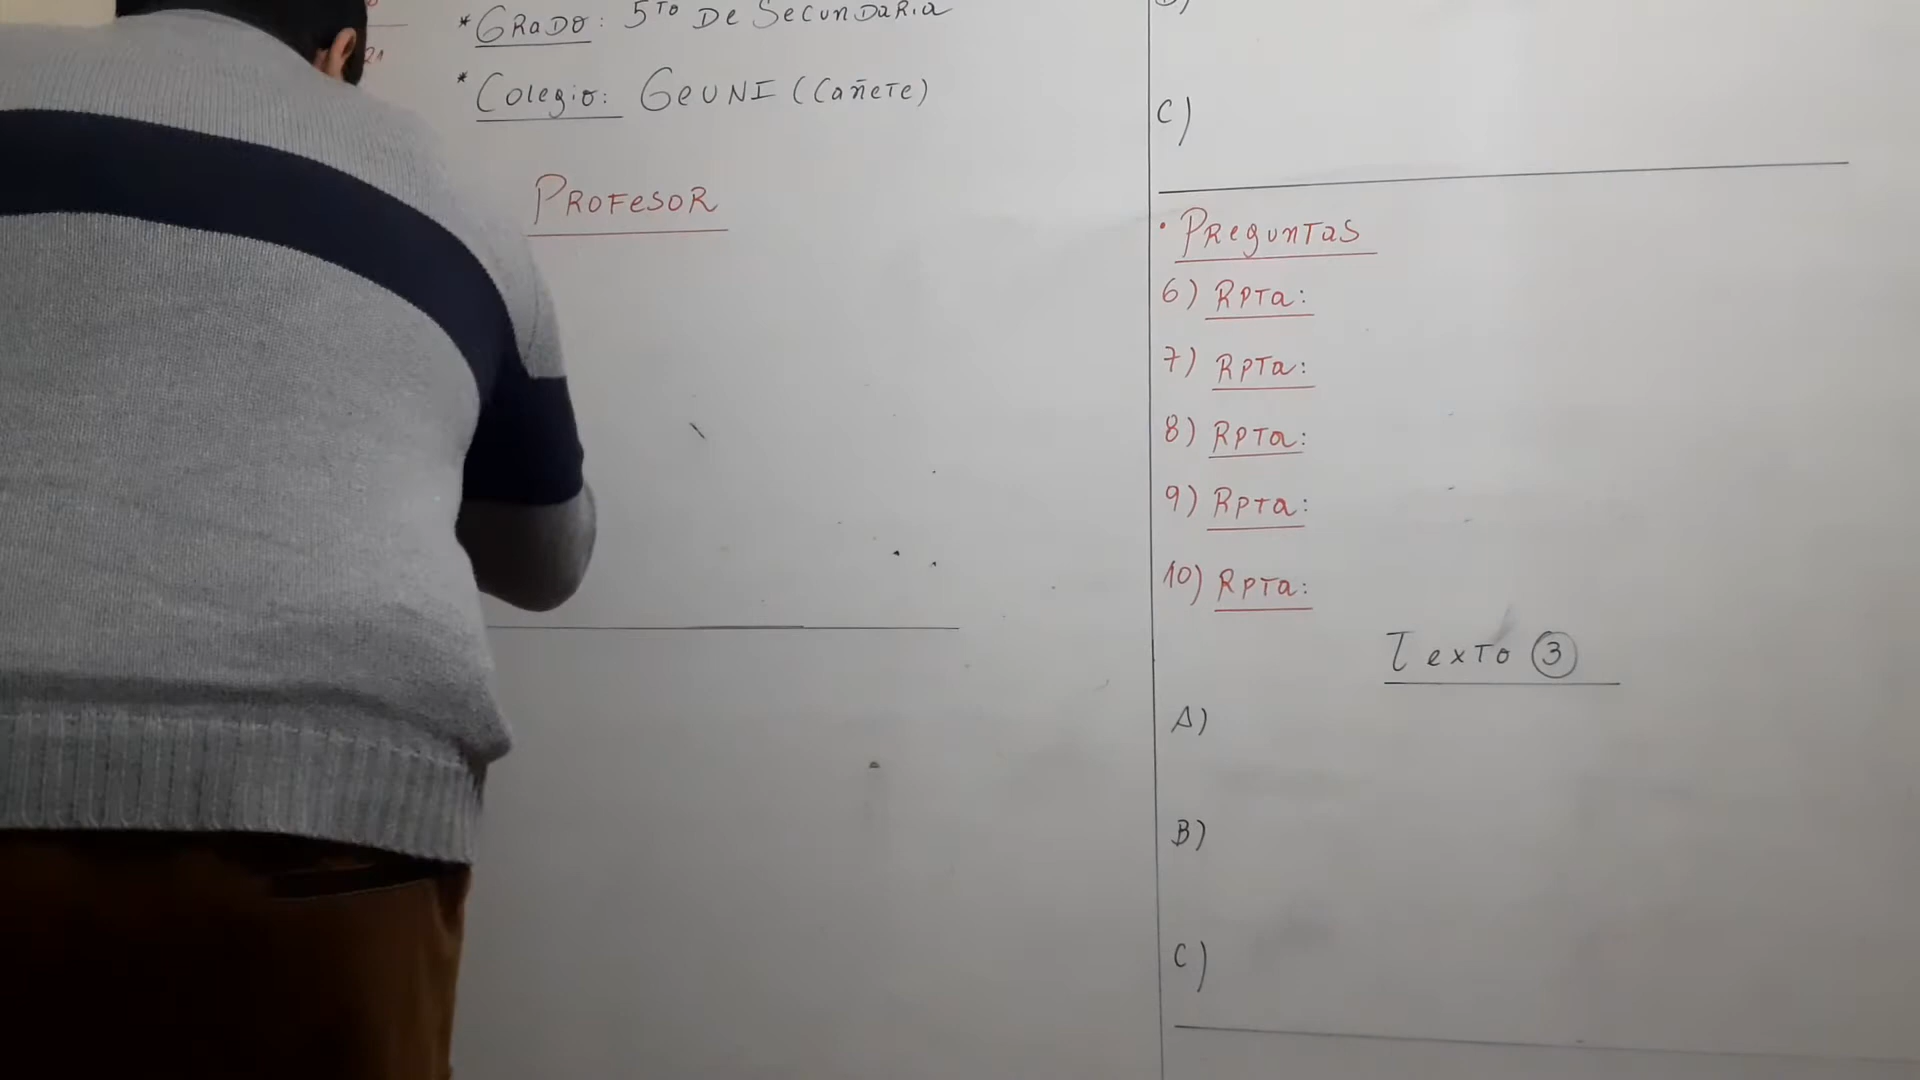 * Grado: 5to De Secundaria
* Colegio: GeUNI (Cañete)
Profesor
21
C)
• Preguntas
6) Rpta:
7) Rpta:
8) Rpta:
9) Rpta:
10) Rpta:
Texto 3
A)
B)
C)